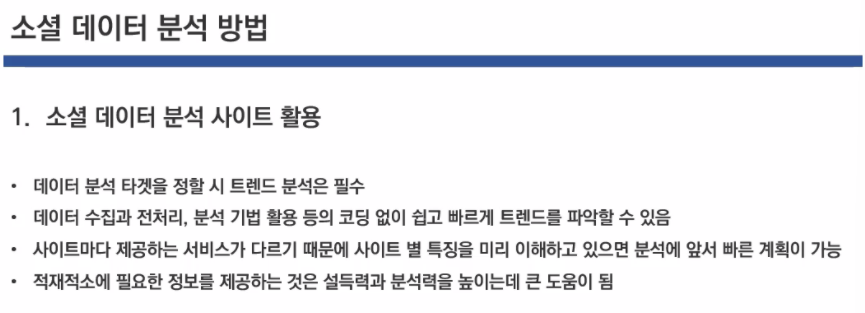 소셜 데이터 분석 방법
1. 소셜 데이터 분석 사이트 활용
• 데이터 분석 타겟을 정할 시 트렌드 분석은 필수
• 데이터 수집과 전처리, 분석 기법 활용 등의 코딩 없이 쉽고 빠르게 트렌드를 파악할 수 있음
• 사이트마다 제공하는 서비스가 다르기 때문에 사이트 별 특징을 미리 이해하고 있으면 분석에 앞서 빠른 계획이 가능
• 적재적소에 필요한 정보를 제공하는 것은 설득력과 분석력을 높이는데 큰 도움이 됨